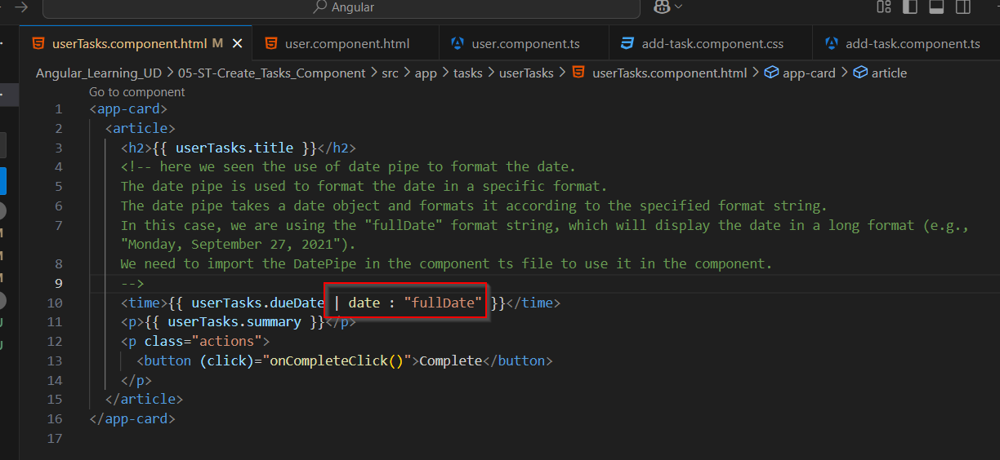 Angular
userTasks.component.html M
user.component.html
user.component.ts
add-task.component.css
add-task.component.ts
Angular_Learning_UD > 05-ST-Create_Tasks_Component > src > app > tasks > userTasks > userTasks.component.html > app-card > article
Go to component
1 <app-card>
2 <article>
3 <h2>{{ userTasks.title }}</h2>
4 <!-- here we seen the use of date pipe to format the date.
5 The date pipe is used to format the date in a specific format.
6 The date pipe takes a date object and formats it according to the specified format string.
7 In this case, we are using the "fullDate" format string, which will display the date in a long format (e.g.,
"Monday, September 27, 2021").
8 We need to import the DatePipe in the component ts file to use it in the component.
9 -->
10 <time>{{ userTasks.dueDate | date : "fullDate" }}</time>
11 <p>{{ userTasks.summary }}</p>
12 <p class="actions">
13 <button (click)="onCompleteClick()">Complete</button>
14 </p>
15 </article>
16 </app-card>
17